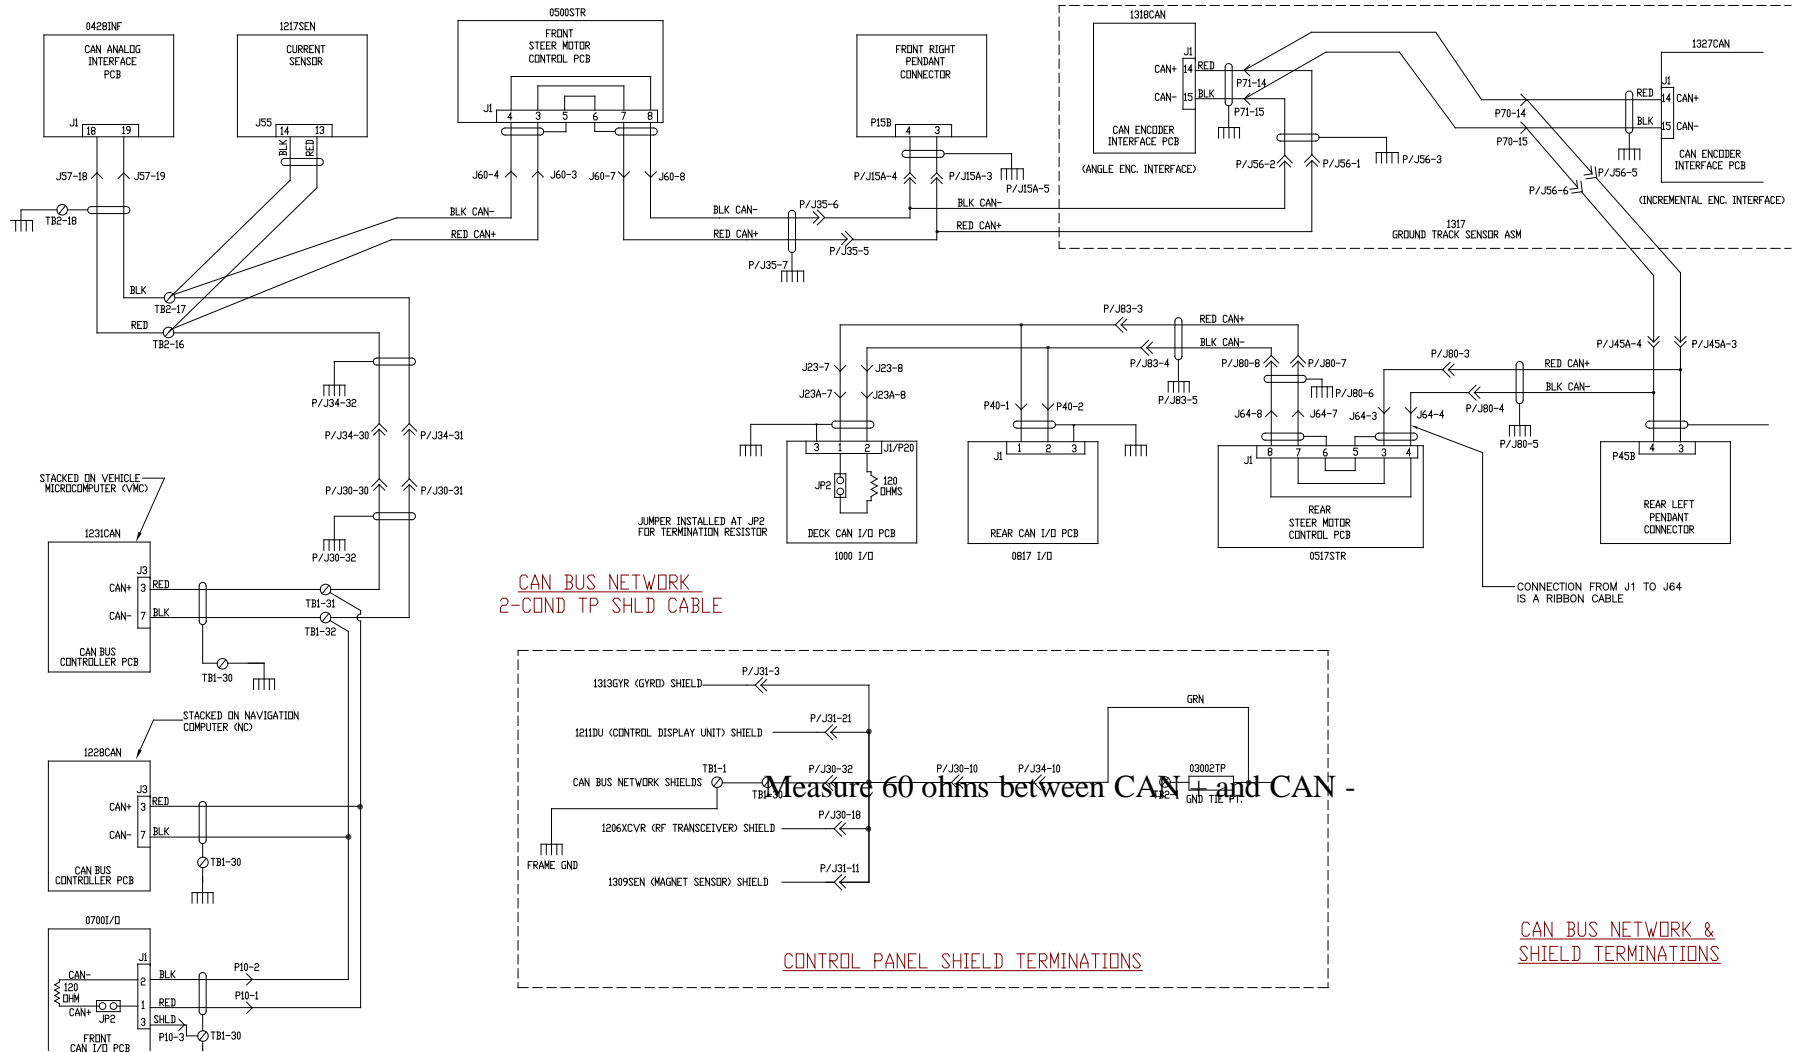 0428INF
CAN ANALOG
INTERFACE
PCB
J1
18 19
J57-18
J57-19
TB2-18
1217SEN
CURRENT
SENSOR
J55
14 13
BLK
RED
0500STR
FRONT
STEER MOTOR
CONTROL PCB
J1
4 3 5 6 7 8
J60-4
J60-3
J60-7
J60-8
BLK CAN-
RED CAN+
BLK CAN-
RED CAN+
P/J35-6
P/J35-5
P/J35-7
FRONT RIGHT
PENDANT
CONNECTOR
P15B
4 3
P/J15A-4
P/J15A-3
P/J15A-5
BLK CAN-
RED CAN+
1318CAN
J1
CAN+ 14 RED
CAN- 15 BLK
P71-14
P71-15
CAN ENCODER
INTERFACE PCB
(ANGLE ENC. INTERFACE)
P/J56-2
P/J56-1
P/J56-3
1327CAN
J1
RED 14 CAN+
BLK 15 CAN-
P70-14
P70-15
CAN ENCODER
INTERFACE PCB
(INCREMENTAL ENC. INTERFACE)
P/J56-5
P/J56-6
1317
GROUND TRACK SENSOR ASM
BLK
TB2-17
RED
TB2-16
P/J34-32
P/J34-30
P/J34-31
P/J30-30
P/J30-31
P/J30-32
P/J83-3
RED CAN+
BLK CAN-
P/J83-4
P/J83-5
J23-7
J23-8
J23A-7
J23A-8
3 1 2
J1/P20
JP2
120
OHMS
DECK CAN I/O PCB
1000 I/O
JUMPER INSTALLED AT JP2
FOR TERMINATION RESISTOR
P40-1
P40-2
J1
1 2 3
REAR CAN I/O PCB
0817 I/O
P/J80-8
P/J80-7
P/J80-6
J64-8
J64-7
J64-3
J64-4
J1
8 7 6 5 3 4
REAR
STEER MOTOR
CONTROL PCB
0517STR
P/J80-3
RED CAN+
BLK CAN-
P/J80-4
P/J80-5
P/J45A-4
P/J45A-3
P45B
4 3
REAR LEFT
PENDANT
CONNECTOR
CONNECTION FROM J1 TO J64
IS A RIBBON CABLE
STACKED ON VEHICLE
MICROCOMPUTER (VMC)
1231CAN
J3
CAN+ 3 RED
CAN- 7 BLK
TB1-31
TB1-32
CAN BUS
CONTROLLER PCB
TB1-30
CAN BUS NETWORK
2-COND TP SHLD CABLE
STACKED ON NAVIGATION
COMPUTER (NC)
1228CAN
J3
CAN+ 3 RED
CAN- 7 BLK
CAN BUS
CONTROLLER PCB
TB1-30
0700I/O
J1
CAN- 2 BLK
P10-2
120
OHM
CAN+
JP2
1 RED
P10-1
3 SHLD
P10-3
TB1-30
FRONT
CAN I/O PCB
P/J31-3
1313GYR (GYRO) SHIELD
P/J31-21
1211DU (CONTROL DISPLAY UNIT) SHIELD
CAN BUS NETWORK SHIELDS
TB1-1
TB1-30
P/J30-32
P/J30-10
P/J34-10
GRN
03002TP
GND TIE PT.
Measure 60 ohms between CAN + and CAN -
P/J30-18
1206XCVR (RF TRANSCEIVER) SHIELD
FRAME GND
P/J31-11
1309SEN (MAGNET SENSOR) SHIELD
CONTROL PANEL SHIELD TERMINATIONS
CAN BUS NETWORK &
SHIELD TERMINATIONS